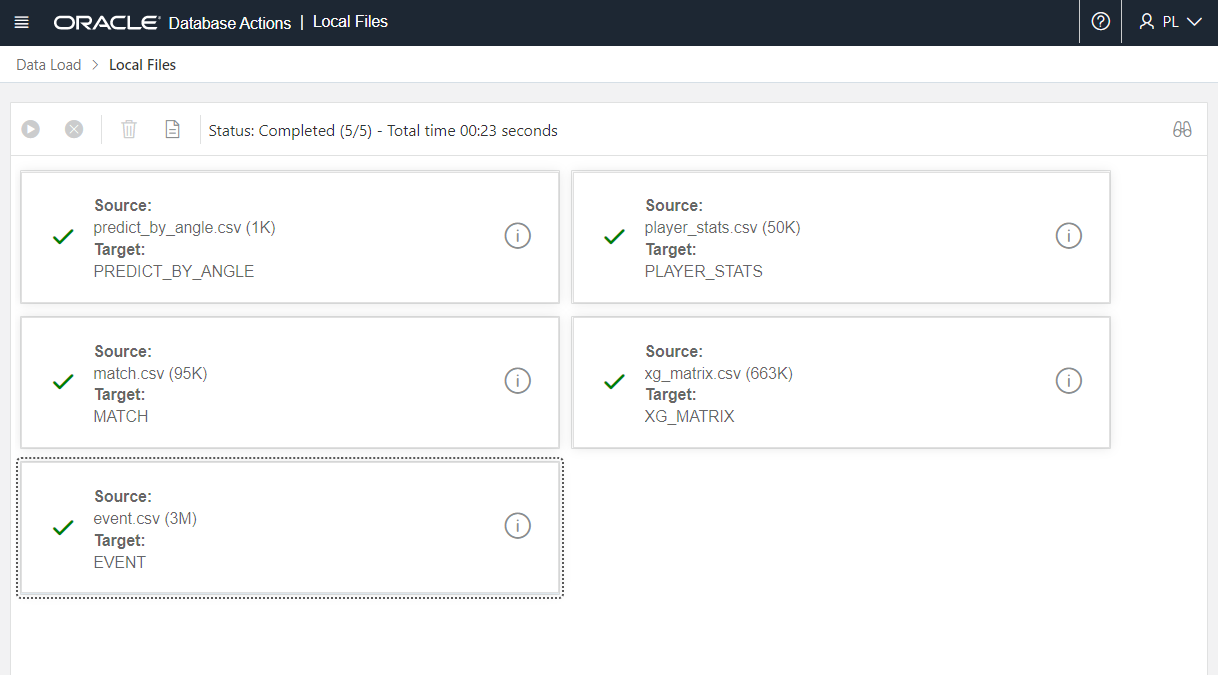 ORACLE Database Actions | Local Files
PL
Data Load > Local Files
Status: Completed (5/5) - Total time 00:23 seconds
Source:
predict_by_angle.csv (1K)
Target:
PREDICT_BY_ANGLE
Source:
player_stats.csv (50K)
Target:
PLAYER_STATS
Source:
match.csv (95K)
Target:
MATCH
Source:
xg_matrix.csv (663K)
Target:
XG_MATRIX
Source:
event.csv (3M)
Target:
EVENT